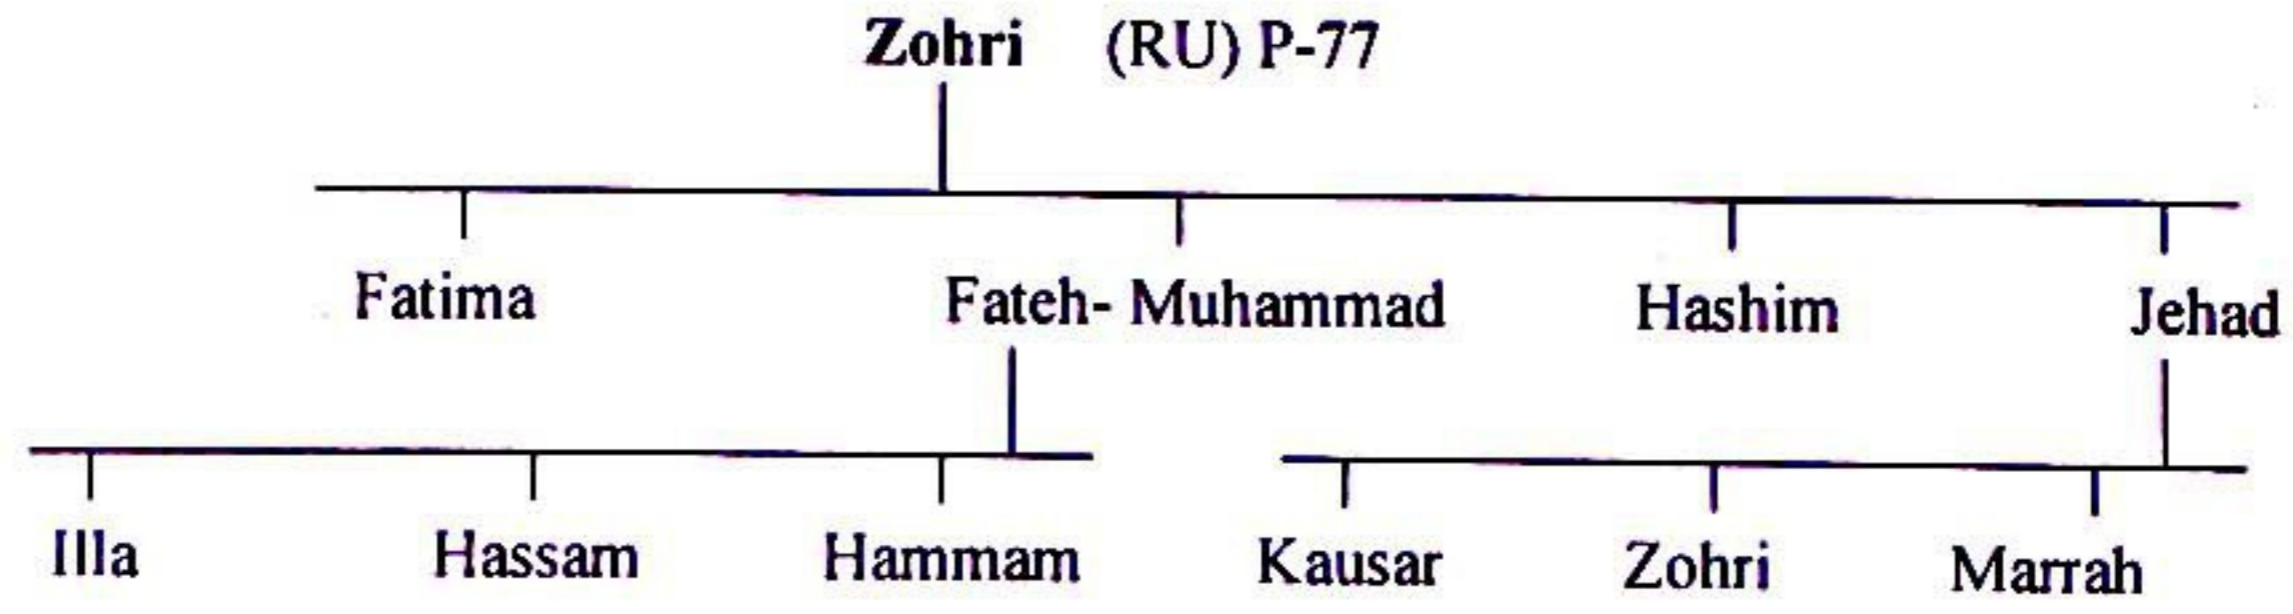 Zohri (RU) P-77
Fatima Fateh- Muhammad Hashim Jehad
Illa Hassam Hammam Kausar Zohri Marrah